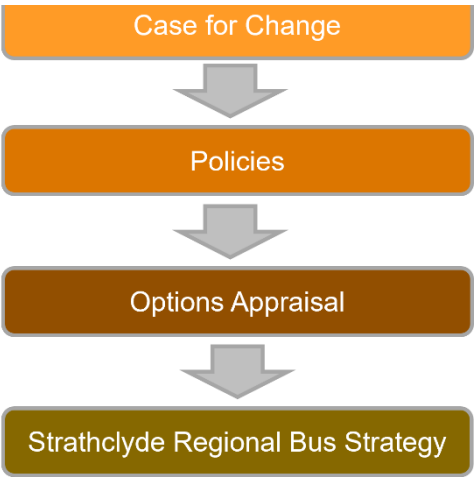 Case for Change
Policies
Options Appraisal
Strathclyde Regional Bus Strategy